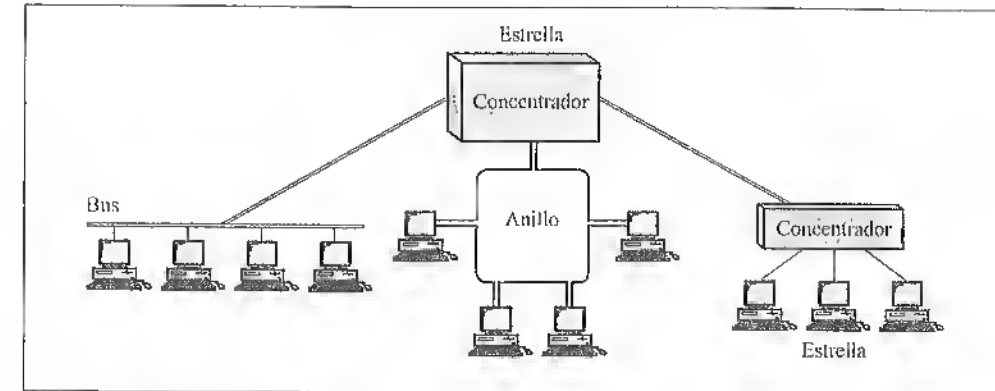 Estrella
Concentrador
Bus
Anillo
Concentrador
Estrella